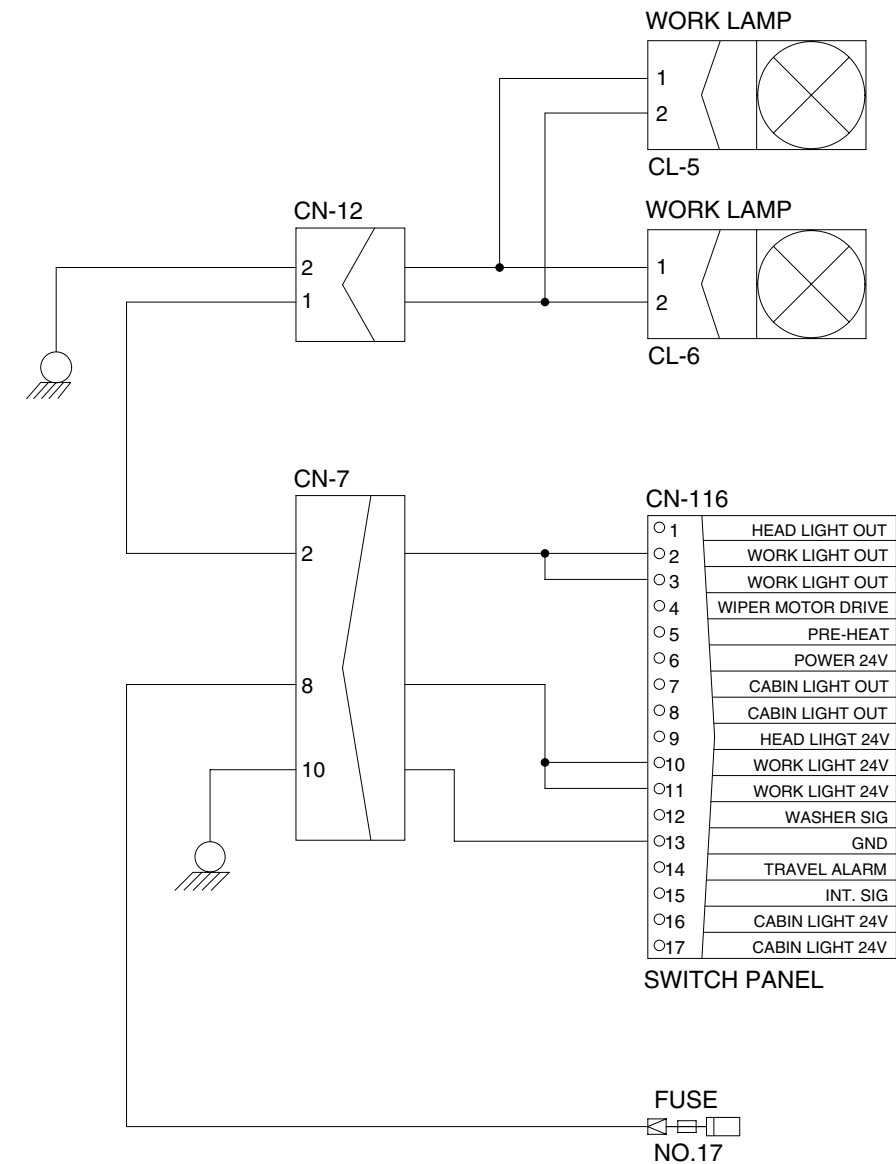 WORK LAMP
1
2
CL-5
WORK LAMP
1
2
CL-6
CN-12
2
1
CN-7
2
8
10
CN-116
1 HEAD LIGHT OUT
2 WORK LIGHT OUT
3 WORK LIGHT OUT
4 WIPER MOTOR DRIVE
5 PRE-HEAT
6 POWER 24V
7 CABIN LIGHT OUT
8 CABIN LIGHT OUT
9 HEAD LIHGT 24V
10 WORK LIGHT 24V
11 WORK LIGHT 24V
12 WASHER SIG
13 GND
14 TRAVEL ALARM
15 INT. SIG
16 CABIN LIGHT 24V
17 CABIN LIGHT 24V
SWITCH PANEL
FUSE
NO.17